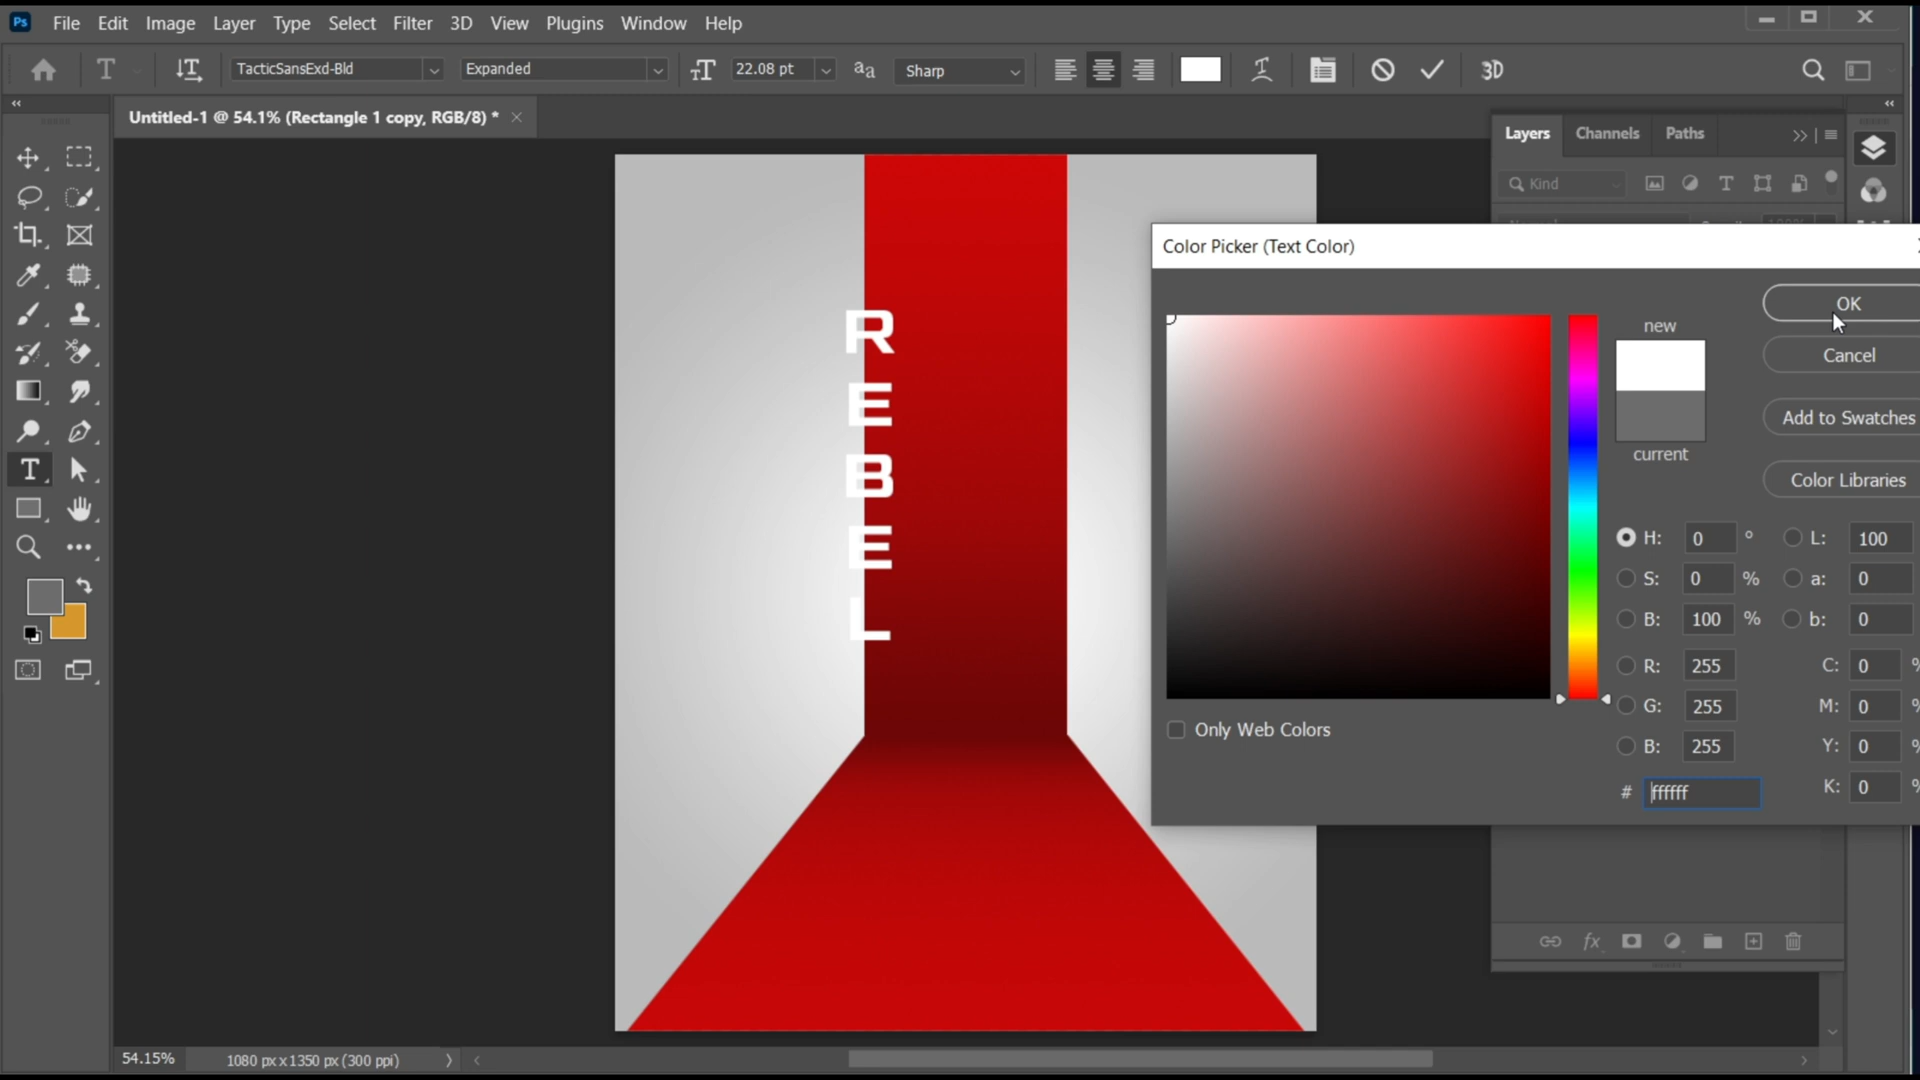 Ps File Edit Image Layer Type Select Filter 3D View Plugins Window Help
TacticSansExd-Bld Expanded 22.08 pt aa Sharp 3D
Untitled-1 @ 54.1% (Rectangle 1 copy, RGB/8) *
Layers Channels Paths
Kind
R
E
B
E
L
Color Picker (Text Color)
OK
new
Cancel
Add to Swatches
current
Color Libraries
H: 0 ° L: 100
S: 0 % a: 0
B: 100 % b: 0
R: 255 C: 0 %
G: 255 M: 0 %
B: 255 Y: 0 %
# ffffff K: 0 %
Only Web Colors
T
fx
54.15% 1080 px x 1350 px (300 ppi)